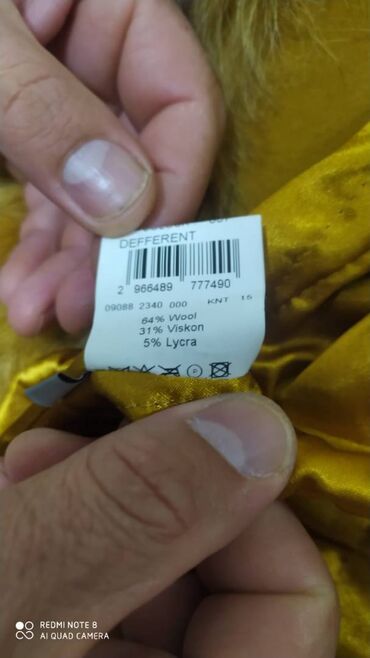 DEFFERENT
2 966489 777490
09088 2340 000 KNT 15
64% Wool
31% Viskon
5% Lycra
P
REDMI NOTE 8
AI QUAD CAMERA